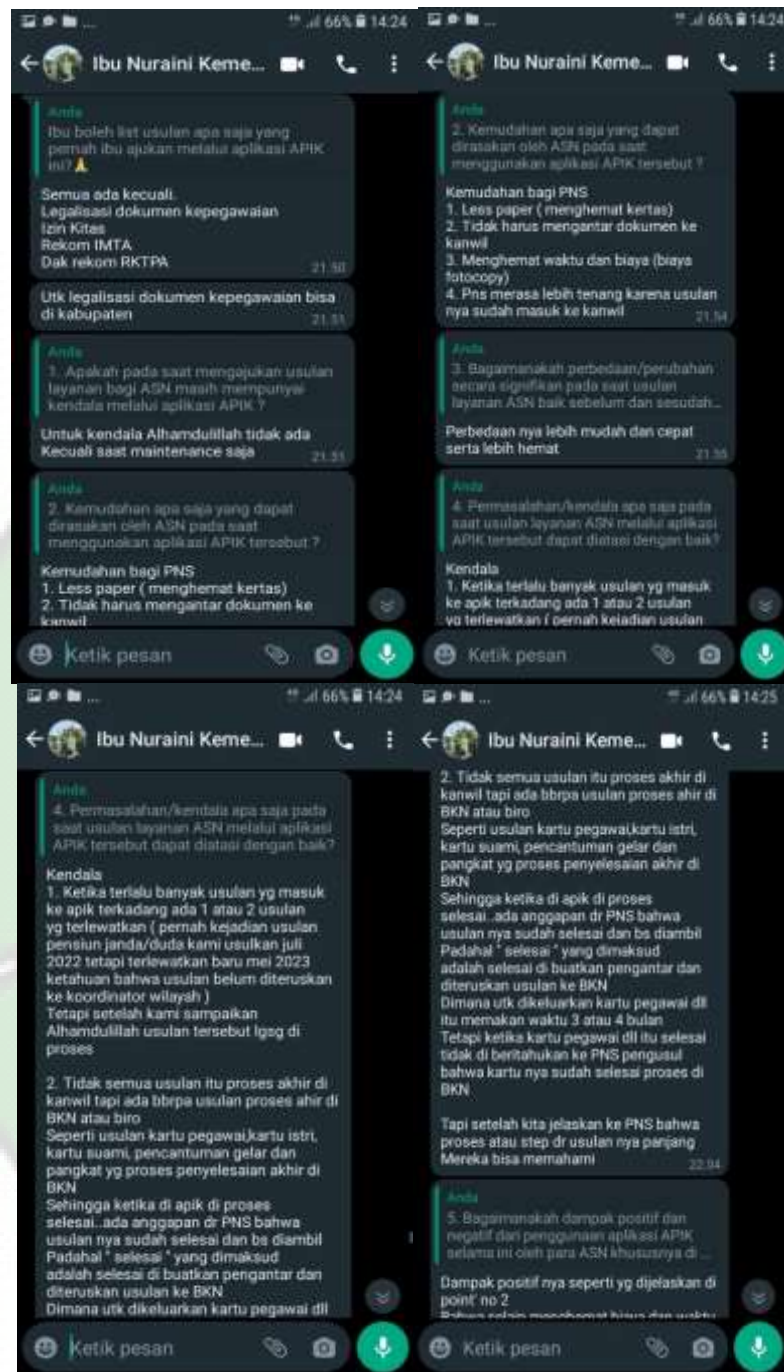 66% 14:24
Ibu Nuraini Keme...
Anda
Ibu boleh list usulan apa saja yang
pernah ibu ajukan melalui aplikasi APIK
ini?🙏
Semua ada kecuali.
Legalisasi dokumen kepegawaian
Izin Kitas
Rekom IMTA
Dak rekom RKTPA
21.50
Utk legalisasi dokumen kepegawaian bisa
di kabupaten
21.51
Anda
1. Apakah pada saat mengajukan usulan
layanan bagi ASN masih mempunyai
kendala melalui aplikasi APIK ?
Untuk kendala Alhamdulillah tidak ada
Kecuali saat maintenance saja
21.51
Anda
2. Kemudahan apa saja yang dapat
dirasakan oleh ASN pada saat
menggunakan aplikasi APIK tersebut ?
Kemudahan bagi PNS
1. Less paper ( menghemat kertas)
2. Tidak harus mengantar dokumen ke
kanwil
Ketik pesan
66% 14:24
Ibu Nuraini Keme...
Anda
2. Kemudahan apa saja yang dapat
dirasakan oleh ASN pada saat
menggunakan aplikasi APIK tersebut ?
Kemudahan bagi PNS
1. Less paper ( menghemat kertas)
2. Tidak harus mengantar dokumen ke
kanwil
3. Menghemat waktu dan biaya (biaya
fotocopy)
4. Pns merasa lebih tenang karena usulan
nya sudah masuk ke kanwil
21.54
Anda
3. Bagaimanakah perbedaan/perubahan
secara signifikan pada saat usulan
layanan ASN baik sebelum dan sesudah...
Perbedaan nya lebih mudah dan cepat
serta lebih hemat
21.55
Anda
4. Permasalahan/kendala apa saja pada
saat usulan layanan ASN melalui aplikasi
APIK tersebut dapat diatasi dengan baik?
Kendala
1. Ketika terlalu banyak usulan yg masuk
ke apik terkadang ada 1 atau 2 usulan
yg terlewatkan ( pernah kejadian usulan
Ketik pesan
66% 14:24
Ibu Nuraini Keme...
Anda
4. Permasalahan/kendala apa saja pada
saat usulan layanan ASN melalui aplikasi
APIK tersebut dapat diatasi dengan baik?
Kendala
1. Ketika terlalu banyak usulan yg masuk
ke apik terkadang ada 1 atau 2 usulan
yg terlewatkan ( pernah kejadian usulan
pensiun janda/duda kami usulkan juli
2022 tetapi terlewatkan baru mei 2023
ketahuan bahwa usulan belum diteruskan
ke koordinator wilayah )
Tetapi setelah kami sampaikan
Alhamdulillah usulan tersebut lgsg di
proses
2. Tidak semua usulan itu proses akhir di
kanwil tapi ada bbrpa usulan proses ahir di
BKN atau biro
Seperti usulan kartu pegawai,kartu istri,
kartu suami, pencantuman gelar dan
pangkat yg proses penyelesaian akhir di
BKN
Sehingga ketika di apik di proses
selesai..ada anggapan dr PNS bahwa
usulan nya sudah selesai dan bs diambil
Padahal " selesai " yang dimaksud
adalah selesai di buatkan pengantar dan
diteruskan usulan ke BKN
Dimana utk dikeluarkan kartu pegawai dll
Ketik pesan
66% 14:25
Ibu Nuraini Keme...
2. Tidak semua usulan itu proses akhir di
kanwil tapi ada bbrpa usulan proses ahir di
BKN atau biro
Seperti usulan kartu pegawai,kartu istri,
kartu suami, pencantuman gelar dan
pangkat yg proses penyelesaian akhir di
BKN
Sehingga ketika di apik di proses
selesai..ada anggapan dr PNS bahwa
usulan nya sudah selesai dan bs diambil
Padahal " selesai " yang dimaksud
adalah selesai di buatkan pengantar dan
diteruskan usulan ke BKN
Dimana utk dikeluarkan kartu pegawai dll
itu memakan waktu 3 atau 4 bulan
Tetapi ketika kartu pegawai dll itu selesai
tidak di beritahukan ke PNS pengusul
bahwa kartu nya sudah selesai proses di
BKN
Tapi setelah kita jelaskan ke PNS bahwa
proses atau step dr usulan nya panjang
Mereka bisa memahami
22.04
Anda
5. Bagaimanakah dampak positif dan
negatif dari penggunaan aplikasi APIK
selama ini oleh para ASN khususnya di ...
Dampak positif nya seperti yg dijelaskan di
point' no 2
Bahwa selain menghemat biaya dan waktu
Ketik pesan